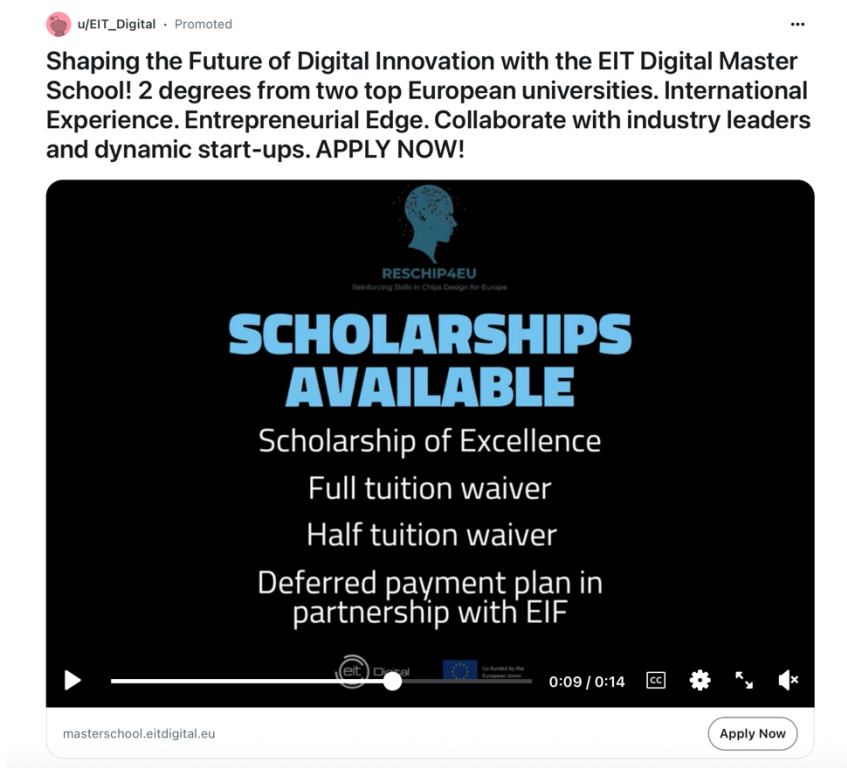 u/EIT_Digital • Promoted
Shaping the Future of Digital Innovation with the EIT Digital Master
School! 2 degrees from two top European universities. International
Experience. Entrepreneurial Edge. Collaborate with industry leaders
and dynamic start-ups. APPLY NOW!
RESCHIP4EU
Reinforcing Skills in Chips Design for Europe
SCHOLARSHIPS
AVAILABLE
Scholarship of Excellence
Full tuition waiver
Half tuition waiver
Deferred payment plan in
partnership with EIF
eit Digital
Co-funded by the
European Union
0:09 / 0:14
CC
masterschool.eitdigital.eu
Apply Now